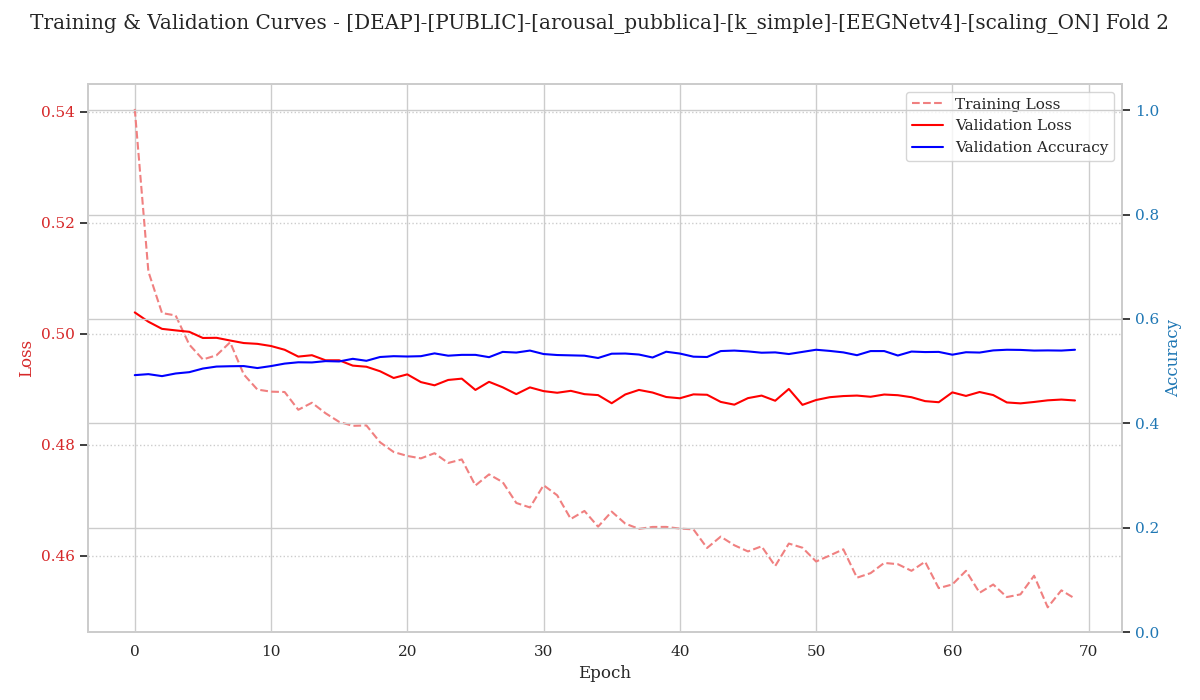 Training & Validation Curves - [DEAP]-[PUBLIC]-[arousal_pubblica]-[k_simple]-[EEGNetv4]-[scaling_ON] Fold 2
Training Loss
Validation Loss
Validation Accuracy
Loss
0.54
0.52
0.50
0.48
0.46
1.0
0.8
0.6
0.4
0.2
0.0
Accuracy
0 10 20 30 40 50 60 70
Epoch